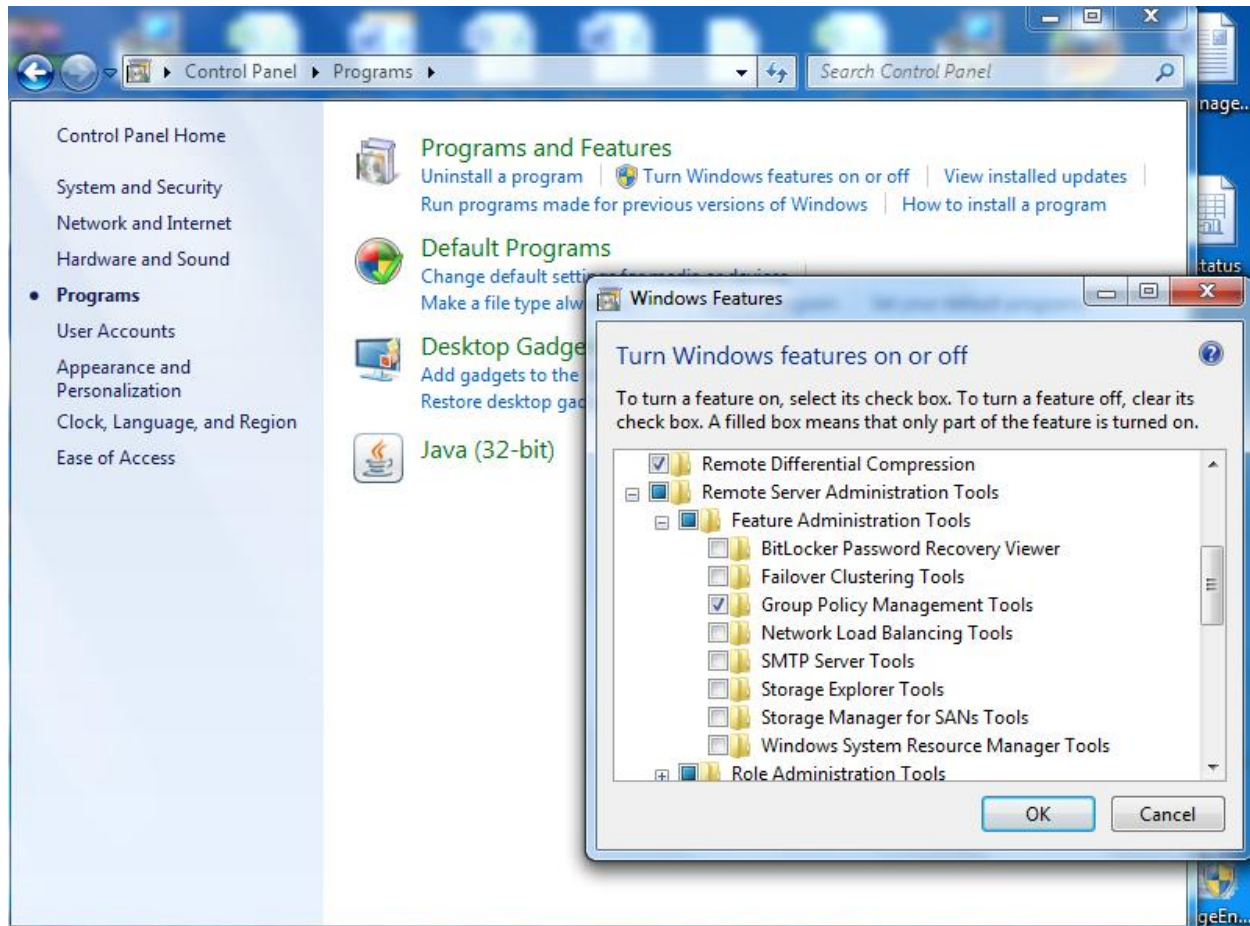 Control Panel Programs
Search Control Panel
nage...
Control Panel Home
System and Security
Network and Internet
Hardware and Sound
Programs
User Accounts
Appearance and
Personalization
Clock, Language, and Region
Ease of Access
Programs and Features
Uninstall a program Turn Windows features on or off View installed updates
Run programs made for previous versions of Windows How to install a program
Default Programs
Change default settings for media or devices
Make a file type alw
Desktop Gadge
Add gadgets to the
Restore desktop gad
Java (32-bit)
tatus
Windows Features
Turn Windows features on or off
To turn a feature on, select its check box. To turn a feature off, clear its
check box. A filled box means that only part of the feature is turned on.
Remote Differential Compression
Remote Server Administration Tools
Feature Administration Tools
BitLocker Password Recovery Viewer
Failover Clustering Tools
Group Policy Management Tools
Network Load Balancing Tools
SMTP Server Tools
Storage Explorer Tools
Storage Manager for SANs Tools
Windows System Resource Manager Tools
Role Administration Tools
OK Cancel
geEn...